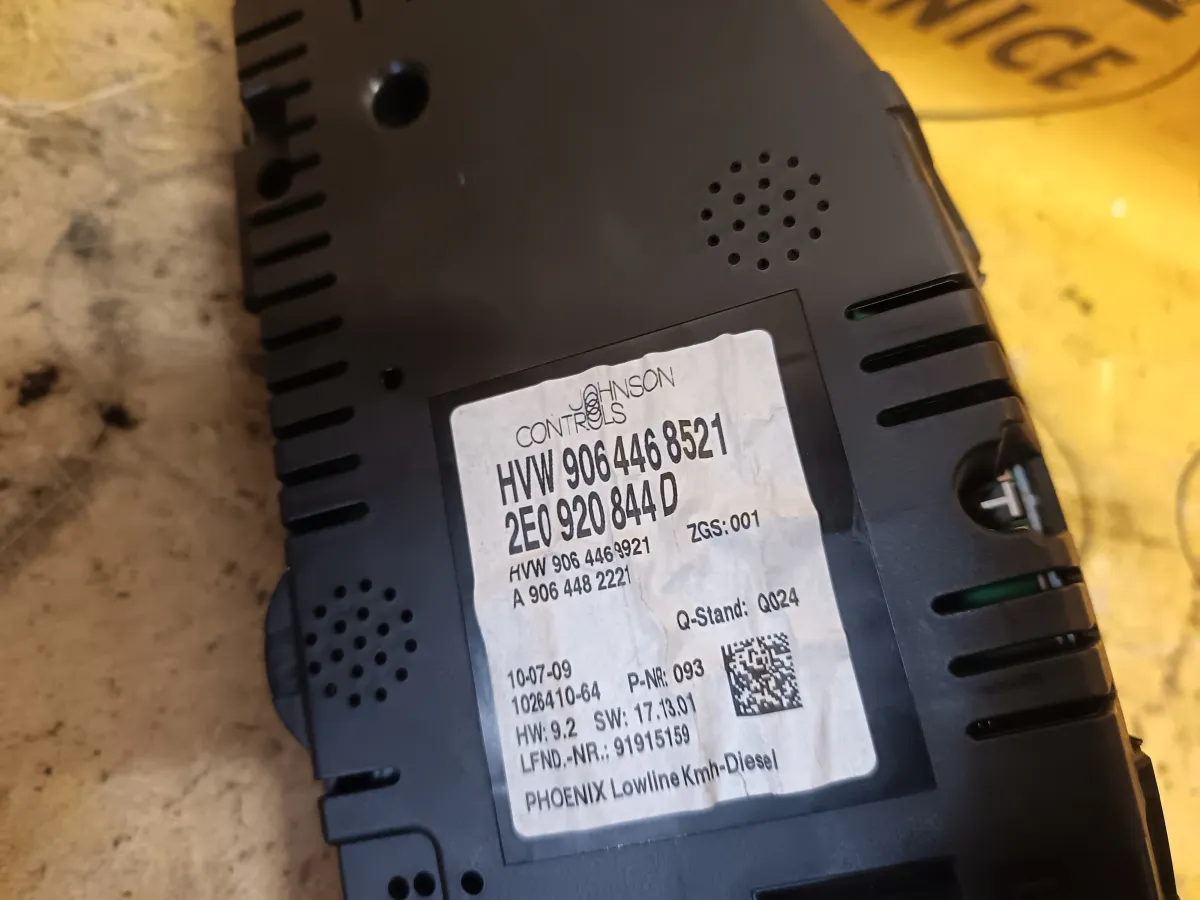 NICE
JOHNSON
CONTROLS
HVW 906 446 8521
2E0 920 844 D
ZGS: 001
HVW 906 446 9921
A 906 448 2221
Q-Stand: Q024
10-07-09
1026410-64 P-NR: 093
HW: 9.2 SW: 17.13.01
LFND.-NR.: 91915159
PHOENIX Lowline Kmh-Diesel